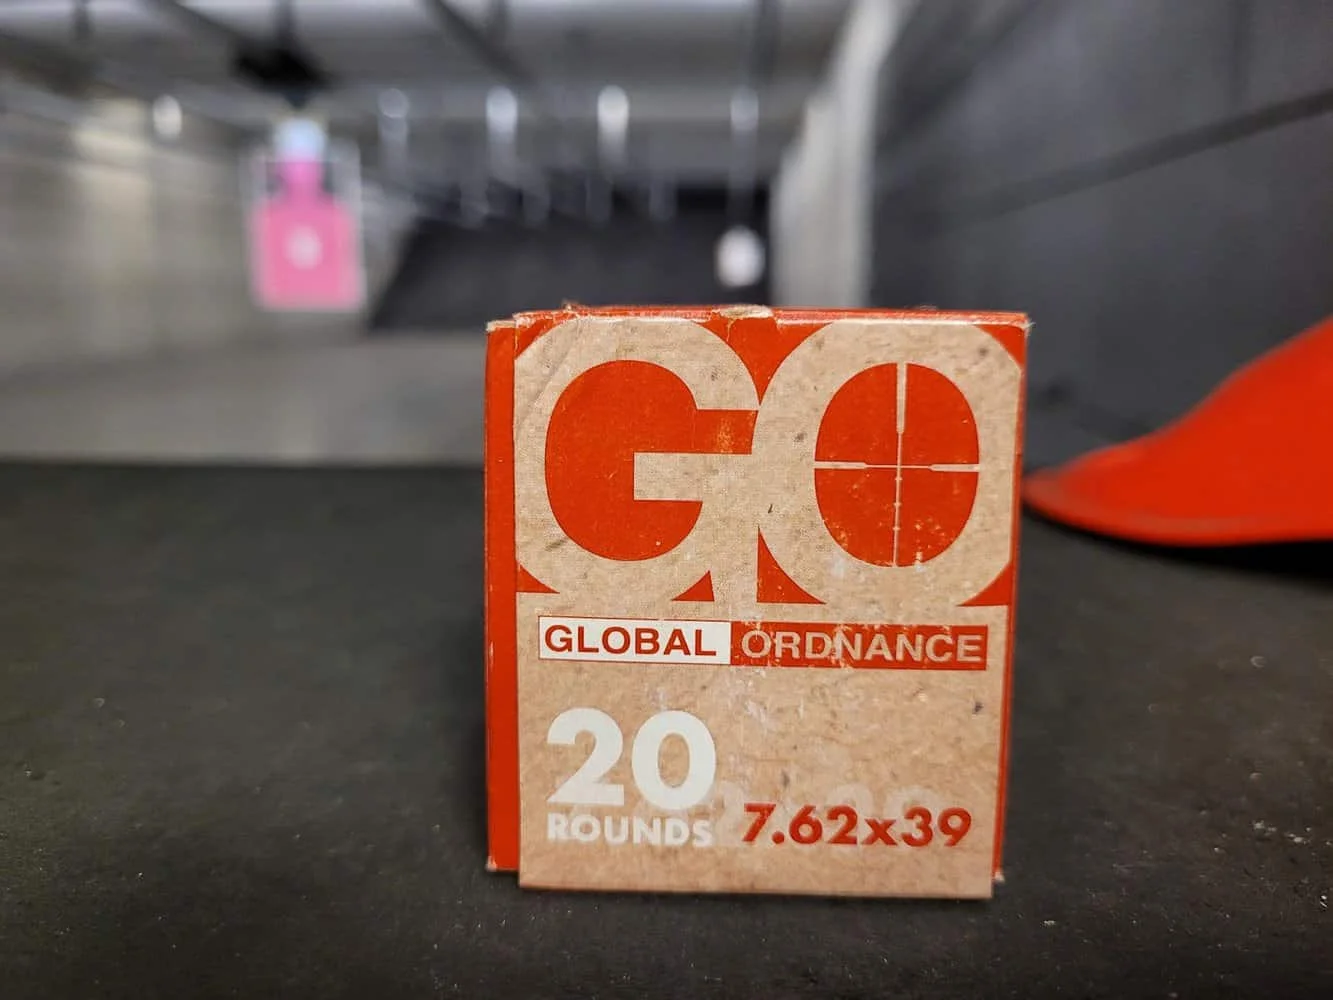 GO
GLOBAL ORDNANCE
20
ROUNDS 7.62x39